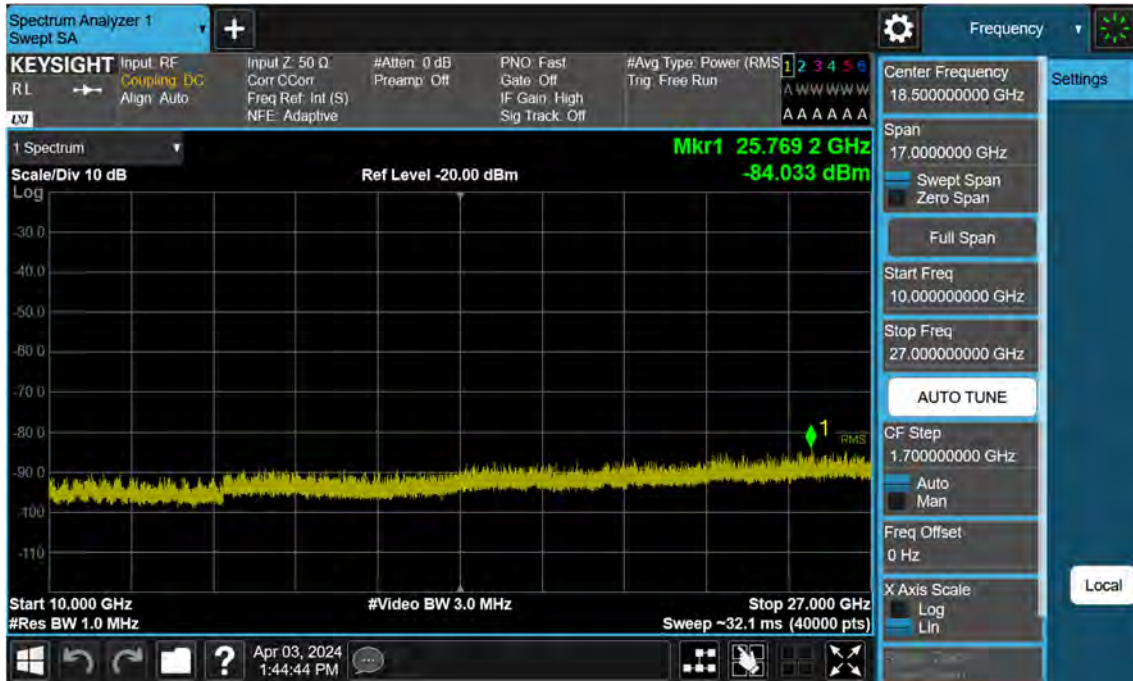 Spectrum Analyzer 1
Swept SA
Frequency
KEYSIGHT
RL
LXI
Input: RF
Coupling: DC
Align: Auto
Input Z: 50 Ω
Corr CCorr
Freq Ref: Int (S)
NFE: Adaptive
#Atten: 0 dB
Preamp: Off
PNO: Fast
Gate: Off
IF Gain: High
Sig Track: Off
#Avg Type: Power (RMS
Trig: Free Run
1 2 3 4 5 6
A W W W W W
A A A A A A
1 Spectrum
Scale/Div 10 dB
Ref Level -20.00 dBm
Mkr1 25.769 2 GHz
-84.033 dBm
Log
-30.0
-40.0
-50.0
-60.0
-70.0
-80.0
-90.0
-100
-110
1
RMS
Start 10.000 GHz
#Res BW 1.0 MHz
#Video BW 3.0 MHz
Stop 27.000 GHz
Sweep ~32.1 ms (40000 pts)
Apr 03, 2024
1:44:44 PM
Center Frequency
18.500000000 GHz
Span
17.0000000 GHz
Swept Span
Zero Span
Full Span
Start Freq
10.000000000 GHz
Stop Freq
27.000000000 GHz
AUTO TUNE
CF Step
1.700000000 GHz
Auto
Man
Freq Offset
0 Hz
X Axis Scale
Log
Lin
Settings
Local